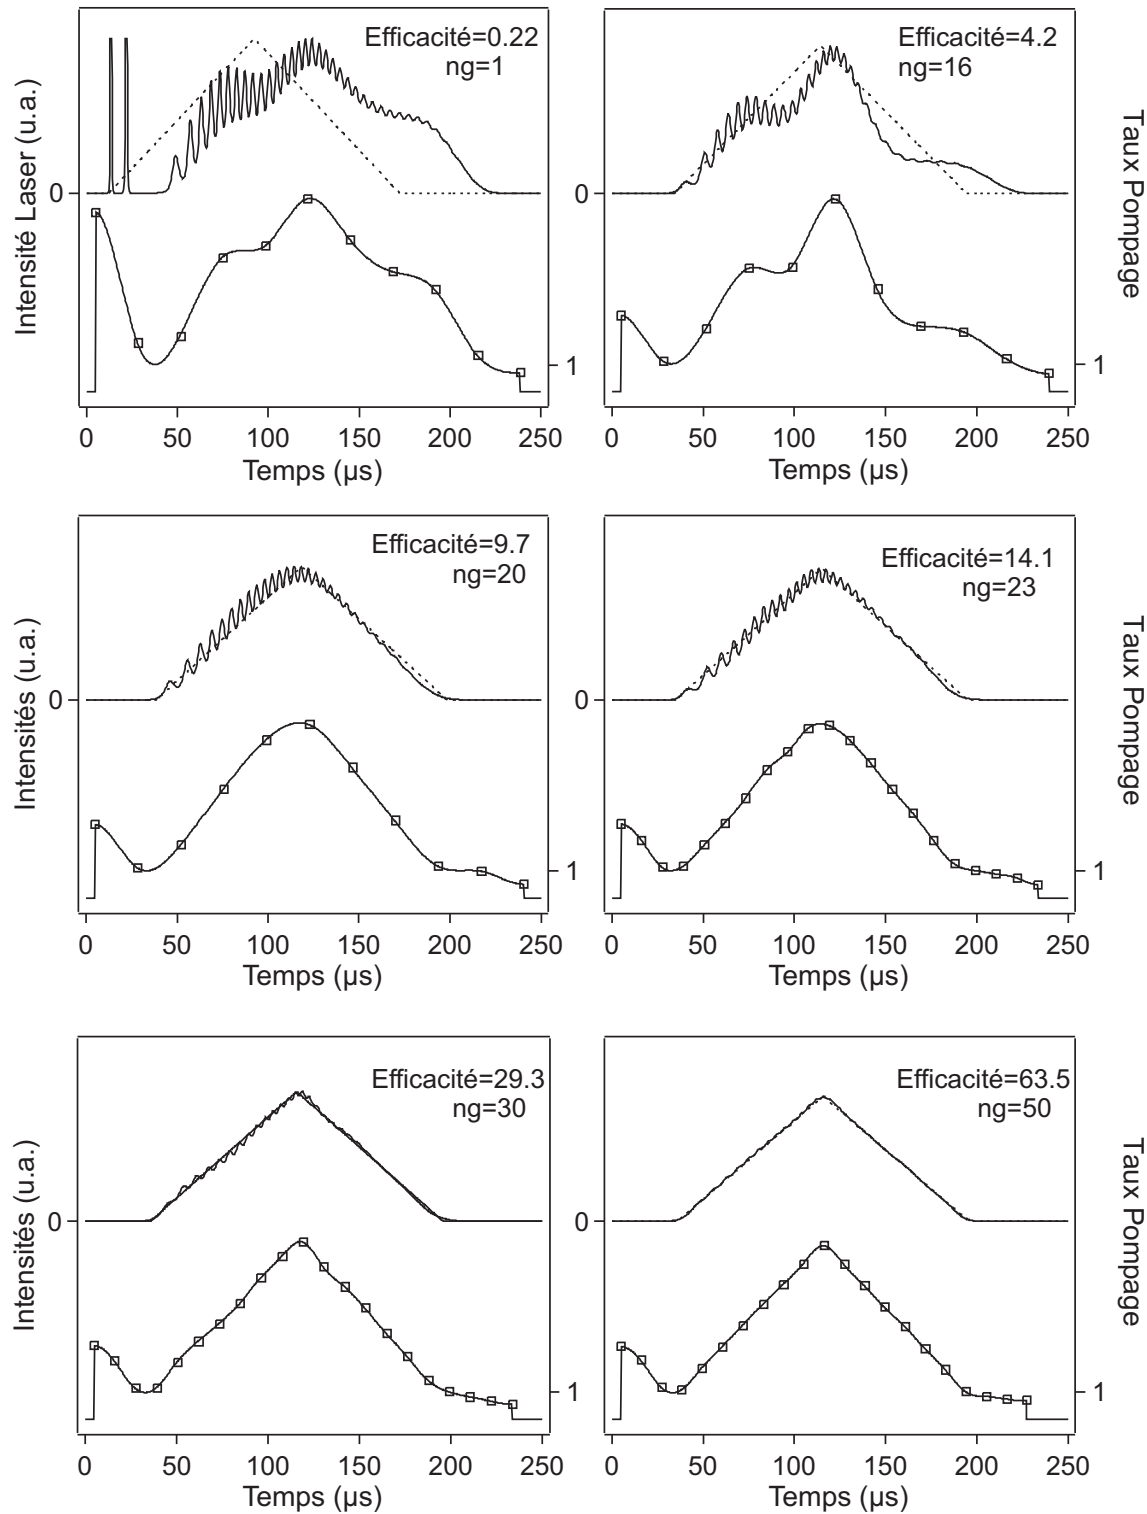 Efficacité=0.22
ng=1
Intensité Laser (u.a.)
0
1
0 50 100 150 200 250
Temps (µs)
Efficacité=4.2
ng=16
0
1
Taux Pompage
0 50 100 150 200 250
Temps (µs)
Efficacité=9.7
ng=20
Intensités (u.a.)
0
1
0 50 100 150 200 250
Temps (µs)
Efficacité=14.1
ng=23
0
1
Taux Pompage
0 50 100 150 200 250
Temps (µs)
Efficacité=29.3
ng=30
Intensités (u.a.)
0
1
0 50 100 150 200 250
Temps (µs)
Efficacité=63.5
ng=50
0
1
Taux Pompage
0 50 100 150 200 250
Temps (µs)